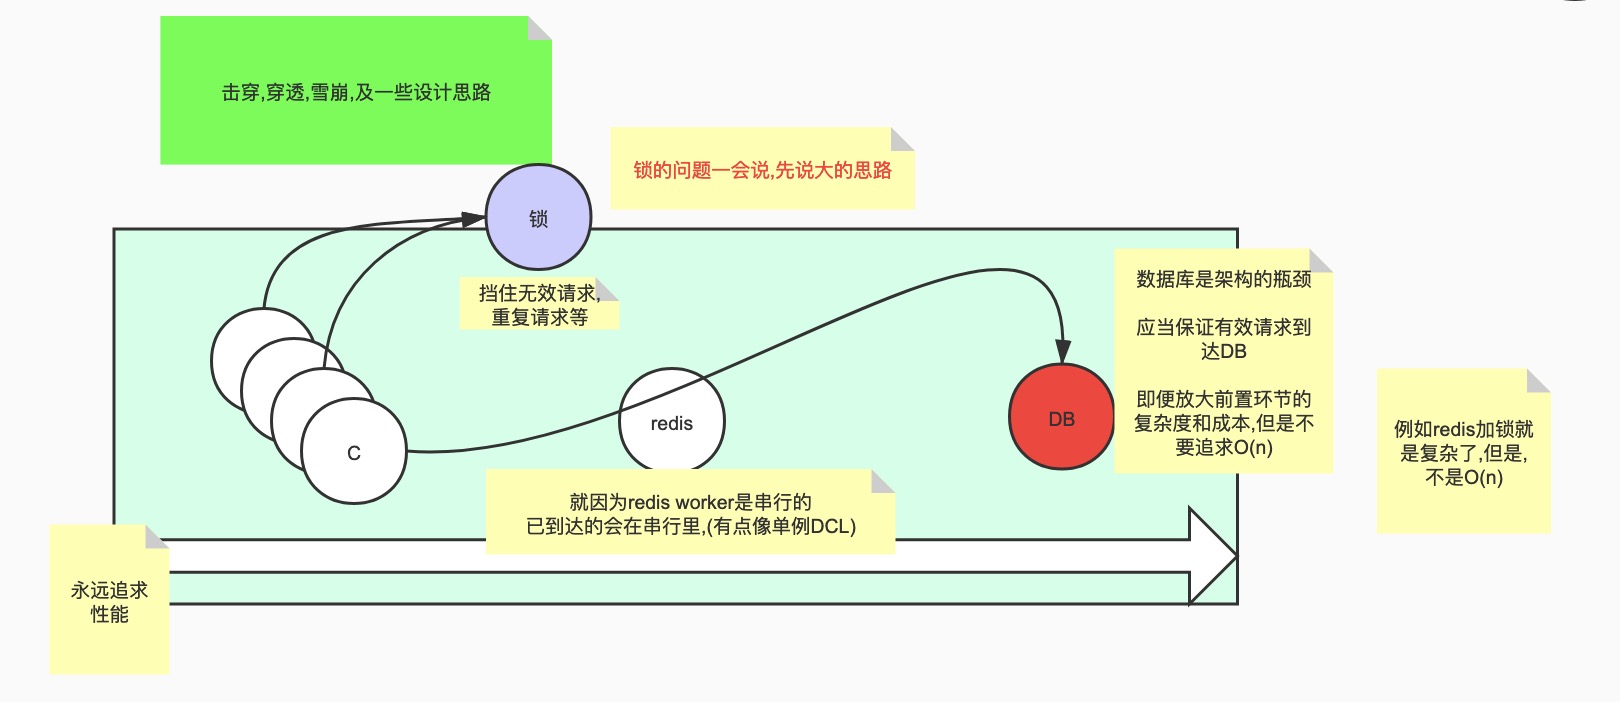 击穿,穿透,雪崩,及一些设计思路
锁的问题一会说,先说大的思路
锁
挡住无效请求,
重复请求等
数据库是架构的瓶颈
应当保证有效请求到
达DB
即便放大前置环节的
复杂度和成本,但是不
要追求O(n)
例如redis加锁就
是复杂了,但是,
不是O(n)
C
redis
DB
就因为redis worker是串行的
已到达的会在串行里,(有点像单例DCL)
永远追求
性能